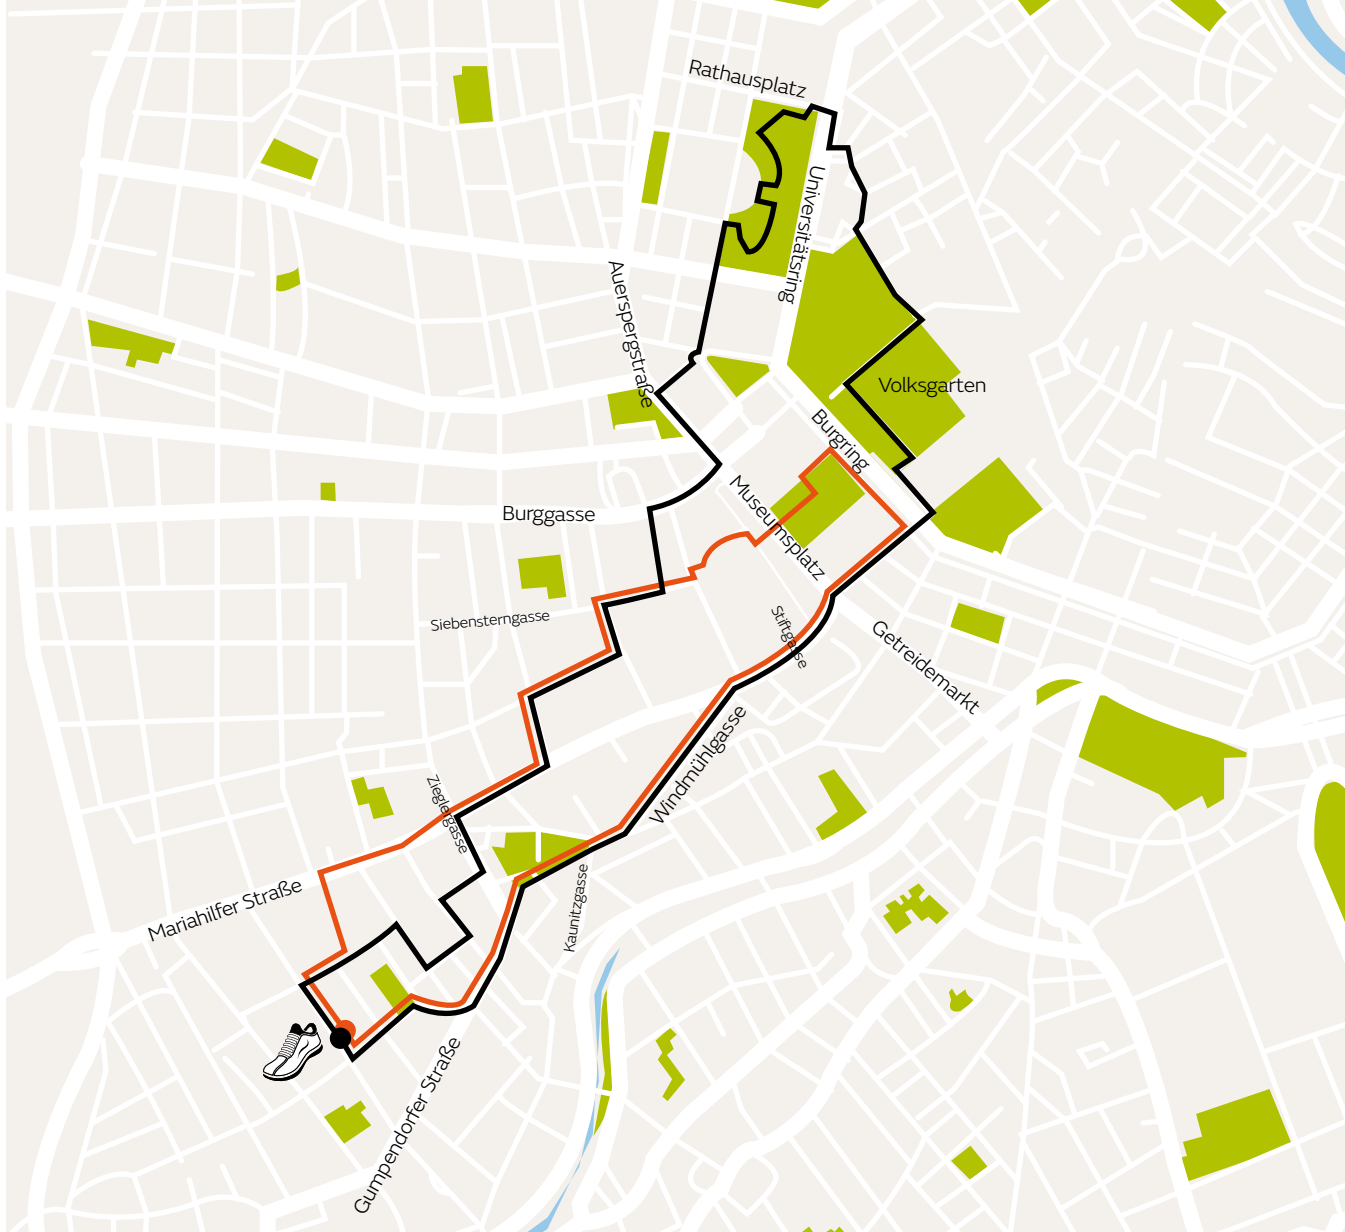 Rathausplatz
Universitätsring
Auerspergstraße
Volksgarten
Burgring
Museumsplatz
Burggasse
Siebensterngasse
Stiftgasse
Getreidemarkt
Windmühlgasse
Zieglergasse
Kaunitzgasse
Mariahilfer Straße
Gumpendorfer Straße